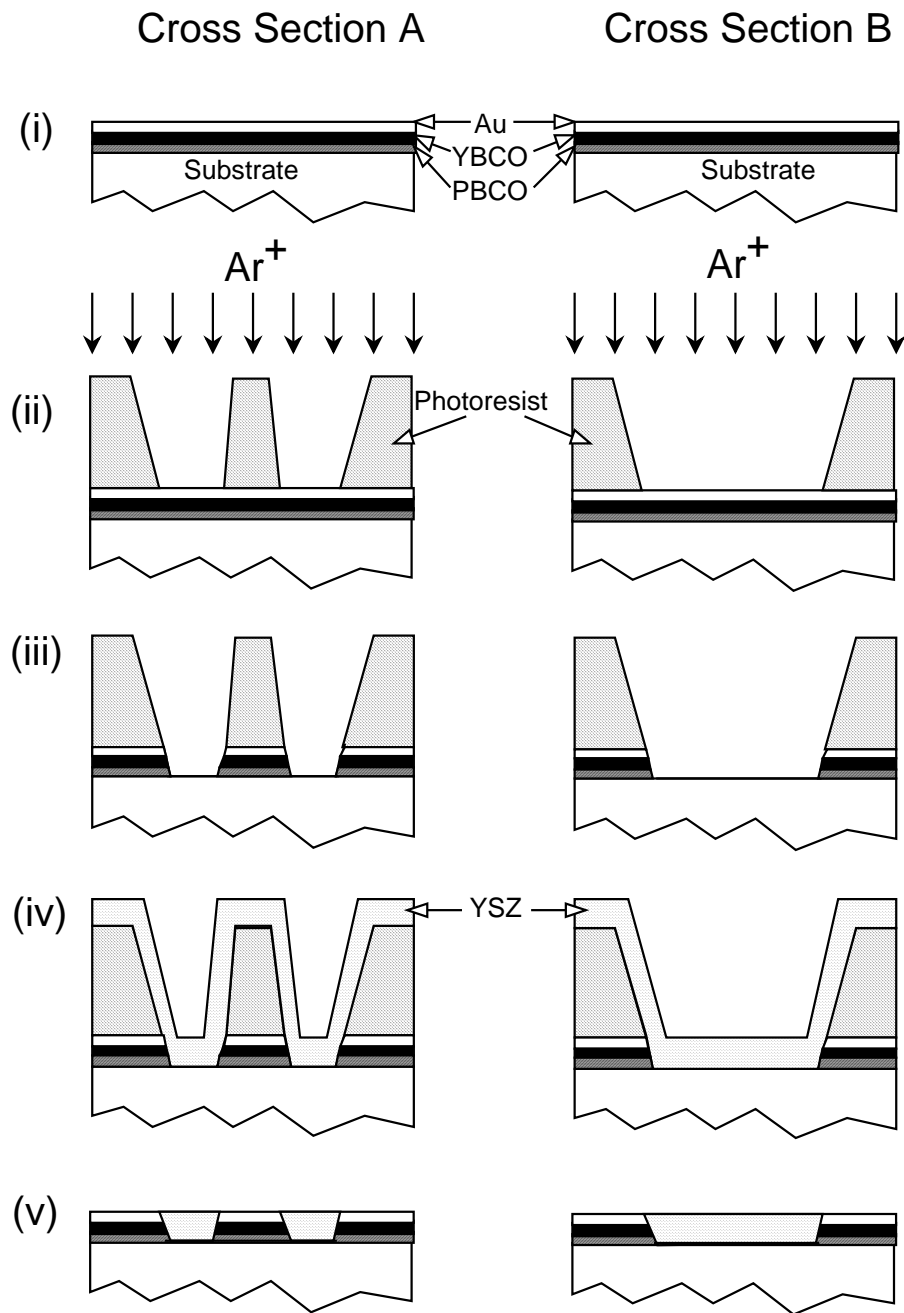 Cross Section A
Cross Section B
(i)
Au
YBCO
PBCO
Substrate
Substrate
Ar+
Ar+
(ii)
Photoresist
(iii)
(iv)
YSZ
(v)